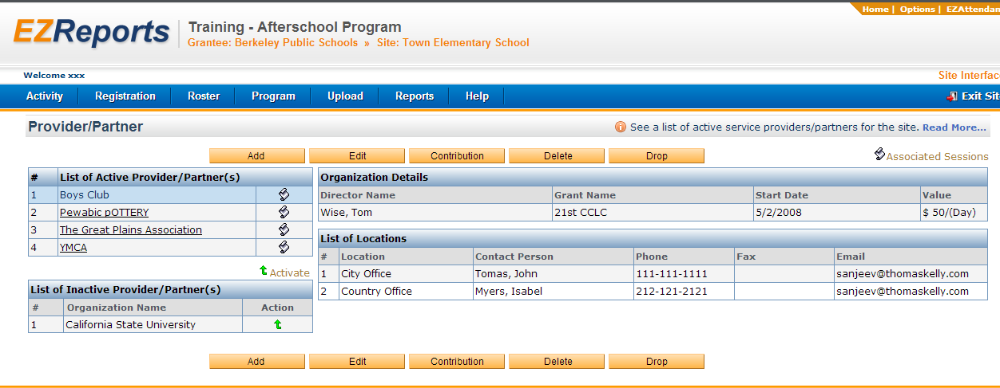 Home | Options | EZAttendan
EZReports
Training - Afterschool Program
Grantee: Berkeley Public Schools » Site: Town Elementary School
Welcome xxx
Site Interfac
Activity Registration Roster Program Upload Reports Help Exit Sit
Provider/Partner
See a list of active service providers/partners for the site. Read More...
Add Edit Contribution Delete Drop
Associated Sessions
# List of Active Provider/Partner(s)
1 Boys Club
2 Pewabic pOTTERY
3 The Great Plains Association
4 YMCA
Activate
List of Inactive Provider/Partner(s)
# Organization Name Action
1 California State University
Organization Details
Director Name Grant Name Start Date Value
Wise, Tom 21st CCLC 5/2/2008 $ 50/(Day)
List of Locations
# Location Contact Person Phone Fax Email
1 City Office Tomas, John 111-111-1111 sanjeev@thomaskelly.com
2 Country Office Myers, Isabel 212-121-2121 sanjeev@thomaskelly.com
Add Edit Contribution Delete Drop